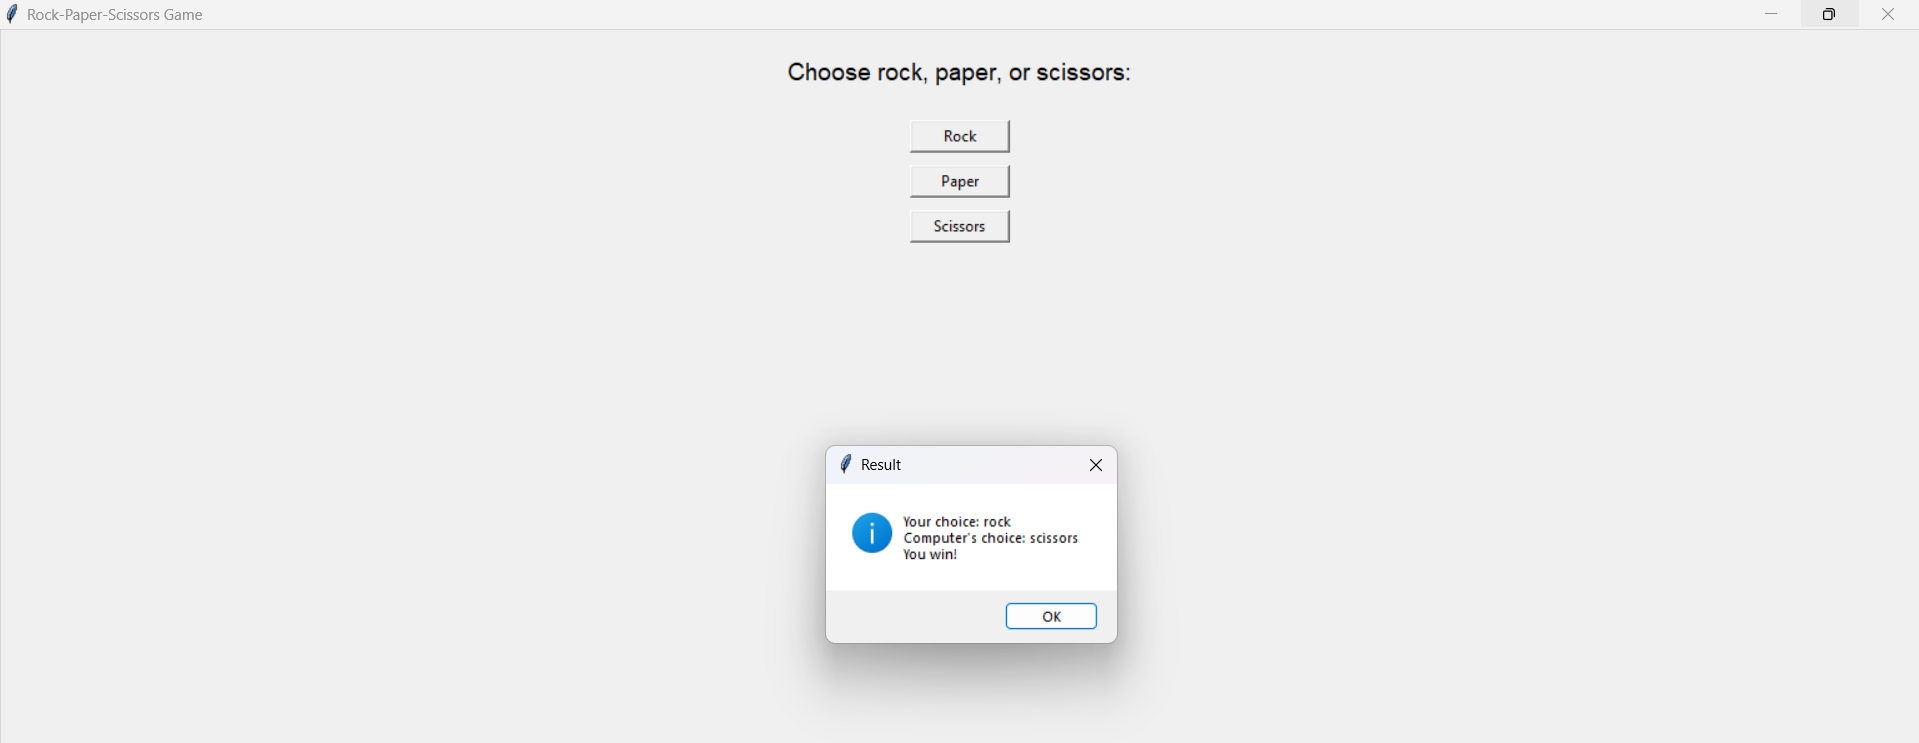 Rock-Paper-Scissors Game
Choose rock, paper, or scissors:
Rock
Paper
Scissors
Result
Your choice: rock
Computer's choice: scissors
You win!
OK